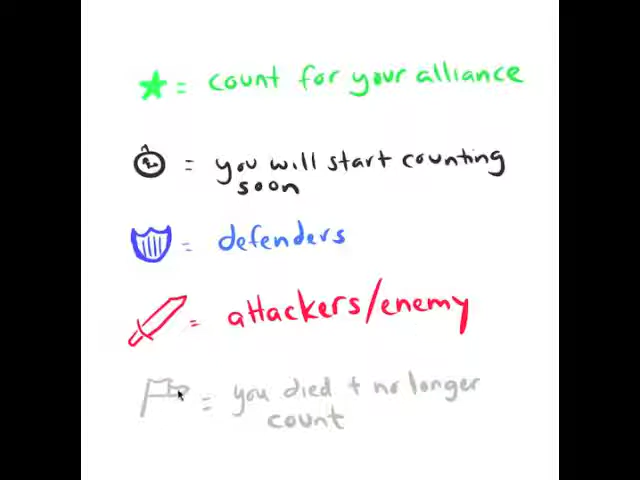 = count for your alliance
= you will start counting
soon
= defenders
= attackers/enemy
= you died + no longer
count